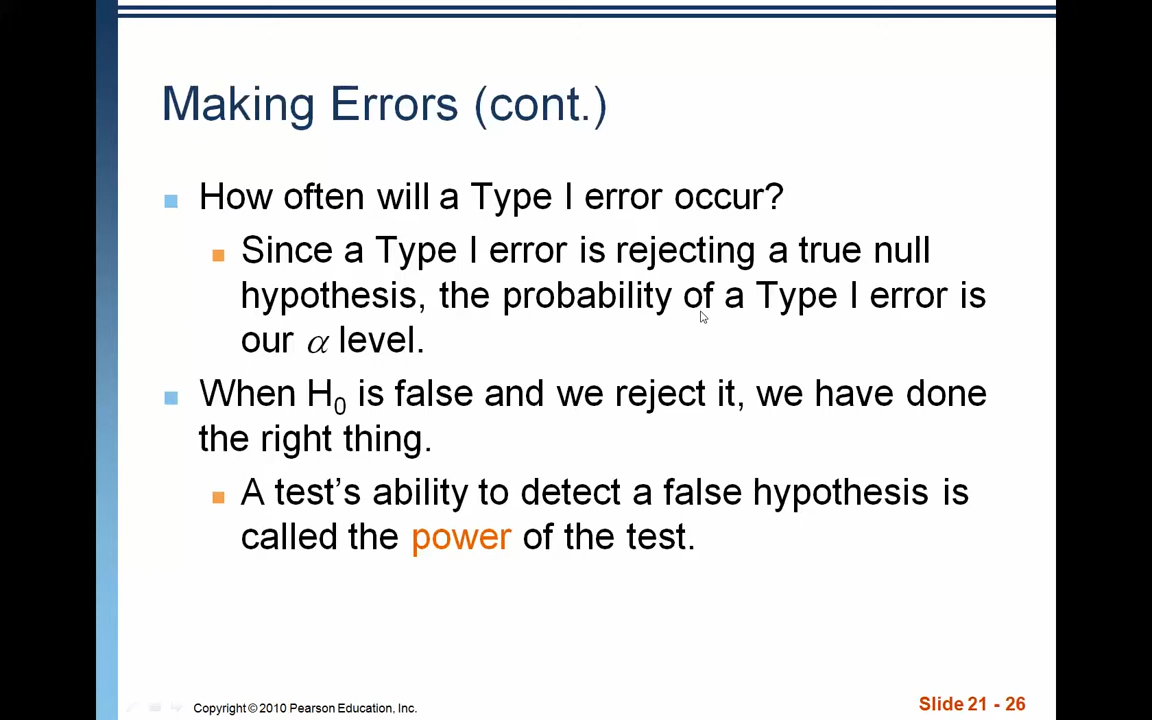 Making Errors (cont.)
How often will a Type I error occur?
Since a Type I error is rejecting a true null
hypothesis, the probability of a Type I error is
our α level.
When H0 is false and we reject it, we have done
the right thing.
A test’s ability to detect a false hypothesis is
called the power of the test.
Copyright © 2010 Pearson Education, Inc.
Slide 21 - 26